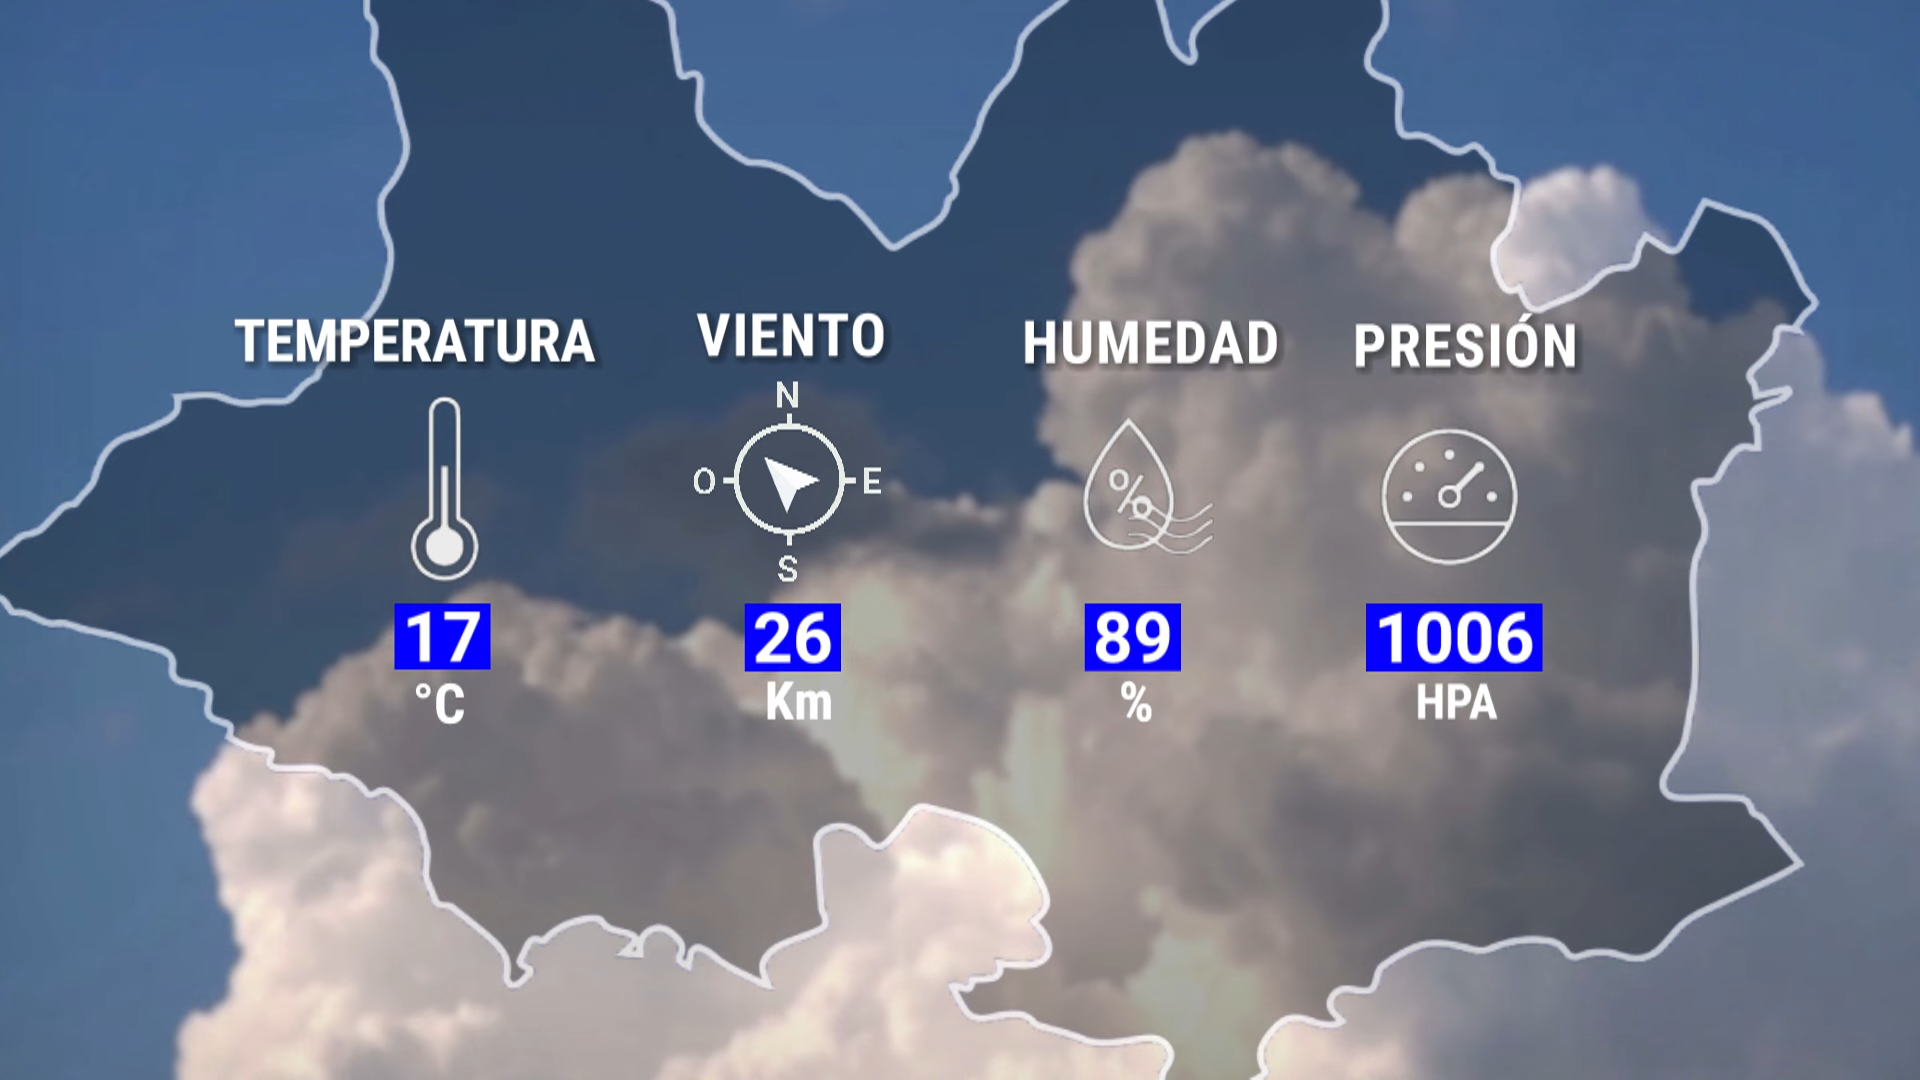 TEMPERATURA
VIENTO
HUMEDAD
PRESIÓN
N
O
E
S
%
17
26
89
1006
°C
Km
%
HPA